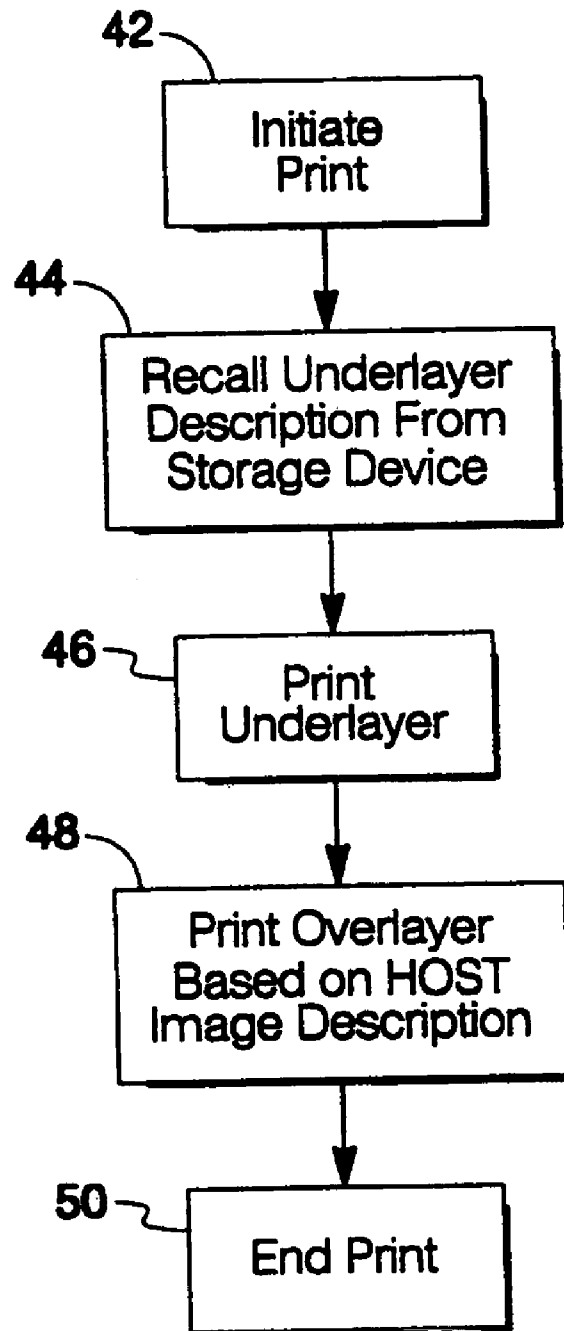 42
Initiate
Print
44
Recall Underlayer
Description From
Storage Device
46
Print
Underlayer
48
Print Overlayer
Based on HOST
Image Description
50
End Print